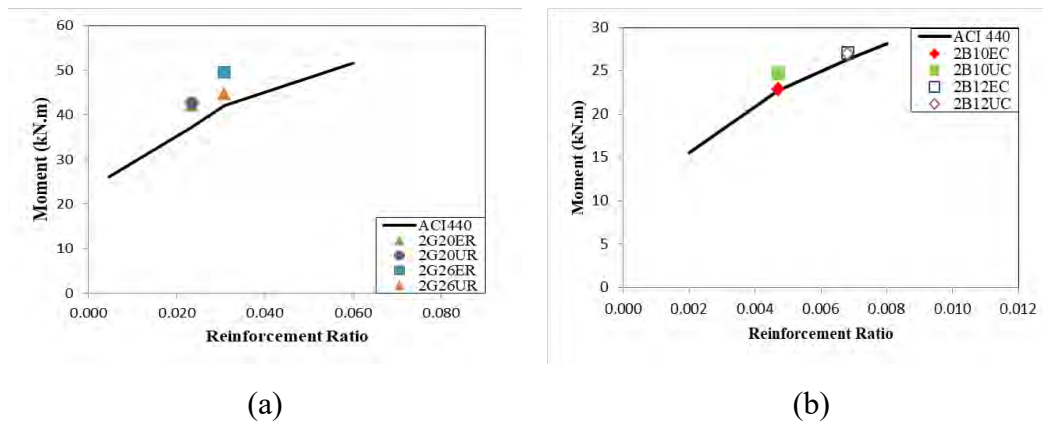 60
50
40
30
20
10
0
Moment (kN.m)
0.000
0.020
0.040
0.060
0.080
Reinforcement Ratio
ACI440
2G20ER
2G20UR
2G26ER
2G26UR
(a)
30
25
20
15
10
5
0
Moment (kN.m)
0.000
0.002
0.004
0.006
0.008
0.010
0.012
Reinforcement Ratio
ACI 440
2B10EC
2B10UC
2B12EC
2B12UC
(b)